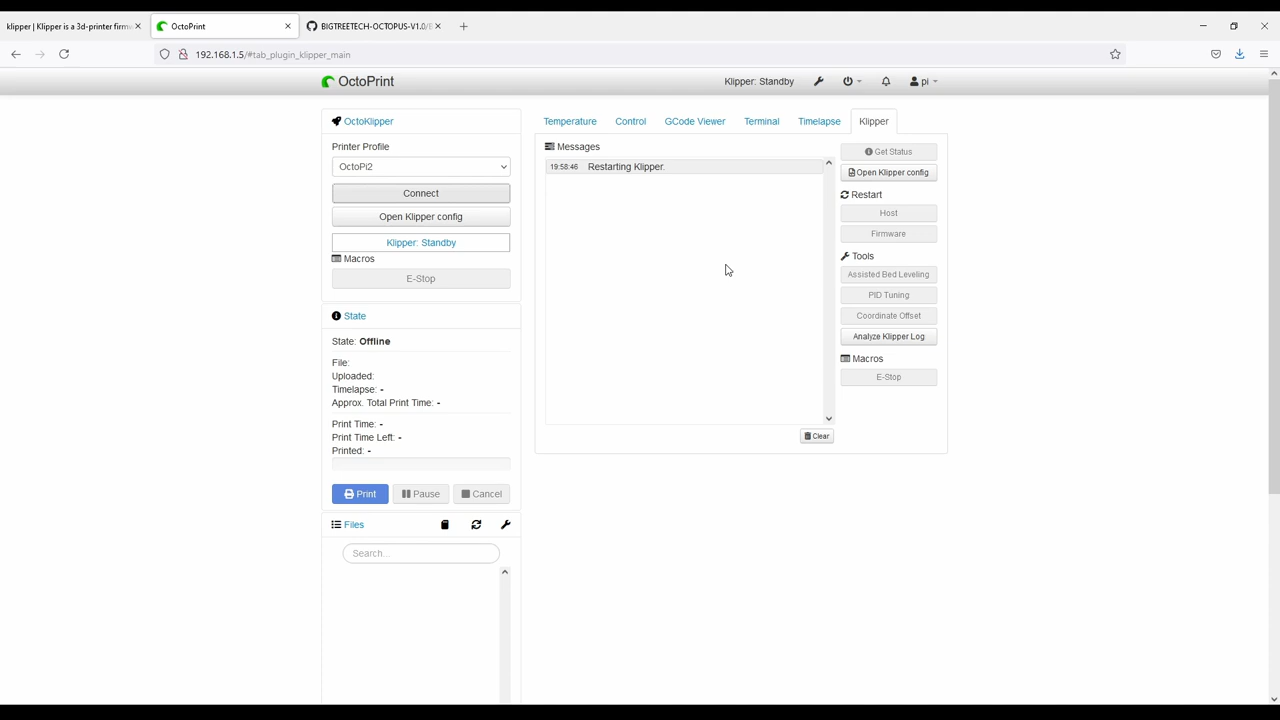 klipper | Klipper is a 3d-printer firm
OctoPrint
BIGTREETECH-OCTOPUS-V1.0/B
192.168.1.5/#tab_plugin_klipper_main
OctoPrint
Klipper: Standby
pi
OctoKlipper
Printer Profile
OctoPi2
Connect
Open Klipper config
Klipper: Standby
Macros
E-Stop
State
State: Offline
File:
Uploaded:
Timelapse: -
Approx. Total Print Time: -
Print Time: -
Print Time Left: -
Printed: -
Print
Pause
Cancel
Files
Search...
Temperature
Control
GCode Viewer
Terminal
Timelapse
Klipper
Messages
19:58:46 Restarting Klipper.
Clear
Get Status
Open Klipper config
Restart
Host
Firmware
Tools
Assisted Bed Leveling
PID Tuning
Coordinate Offset
Analyze Klipper Log
Macros
E-Stop